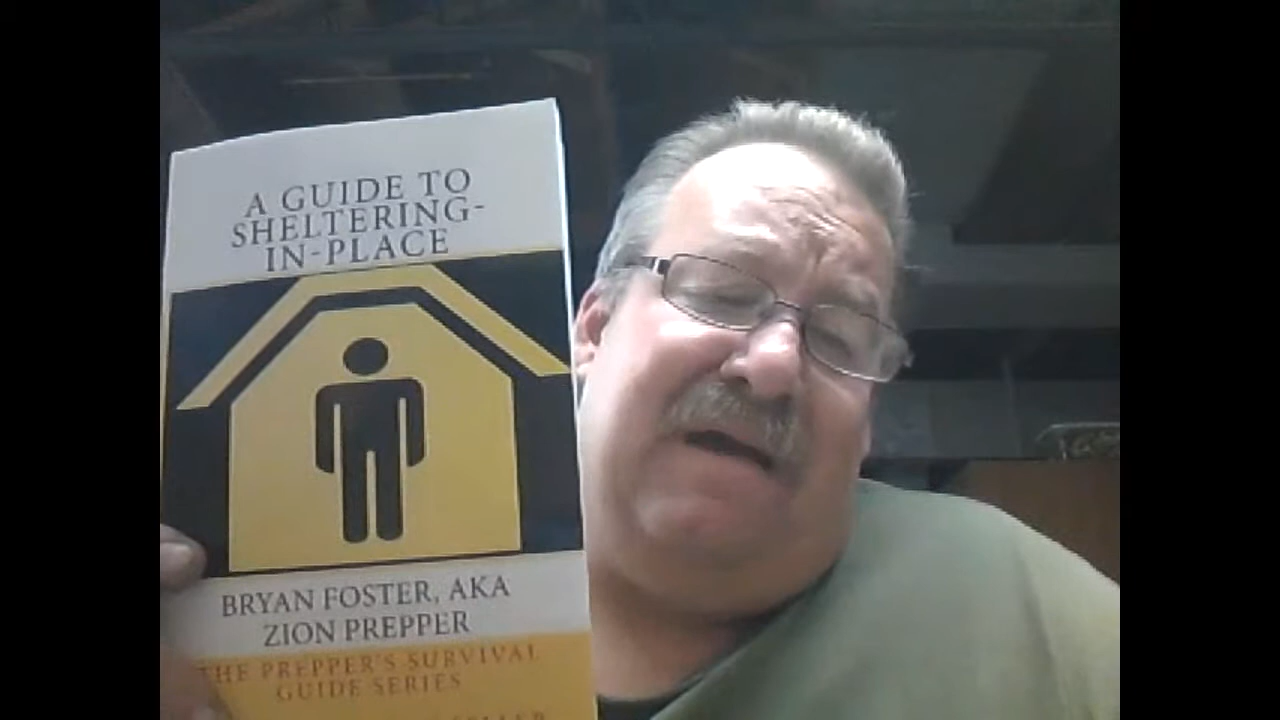 A GUIDE TO
SHELTERING-
IN-PLACE
BRYAN FOSTER, AKA
ZION PREPPER
THE PREPPER'S SURVIVAL
GUIDE SERIES